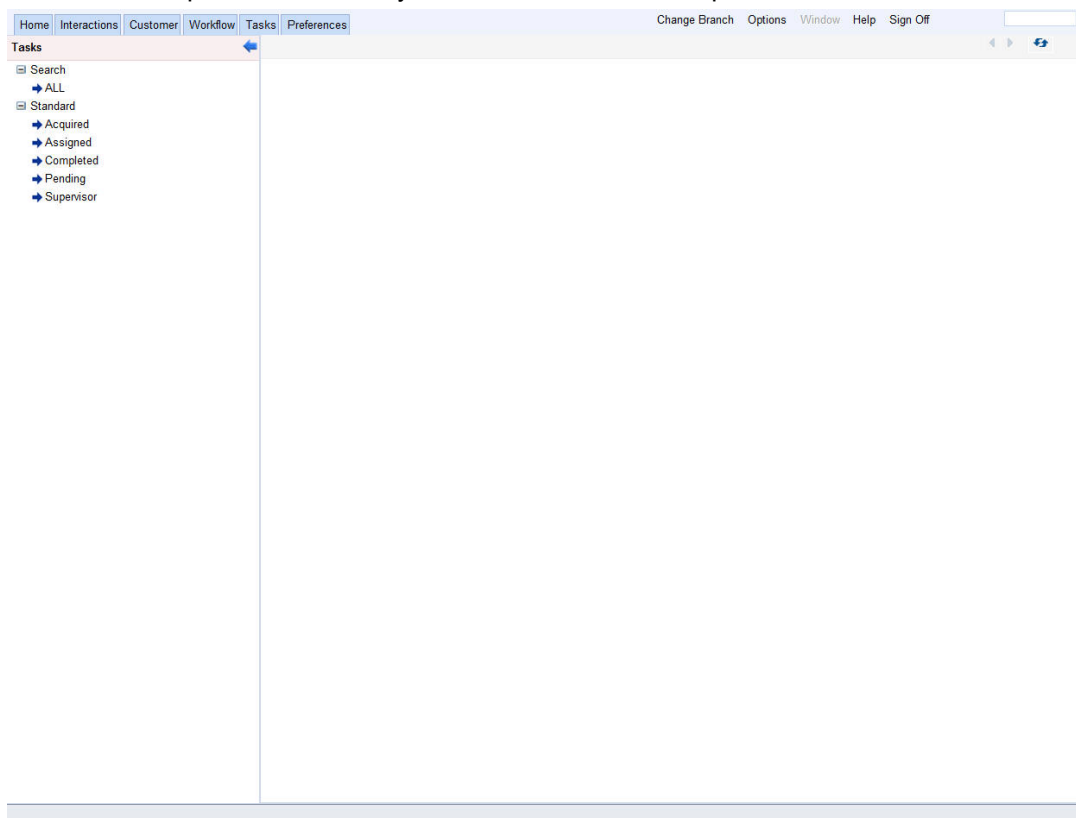 Home Interactions Customer Workflow Tasks Preferences Change Branch Options Window Help Sign Off
Tasks
Search
ALL
Standard
Acquired
Assigned
Completed
Pending
Supervisor